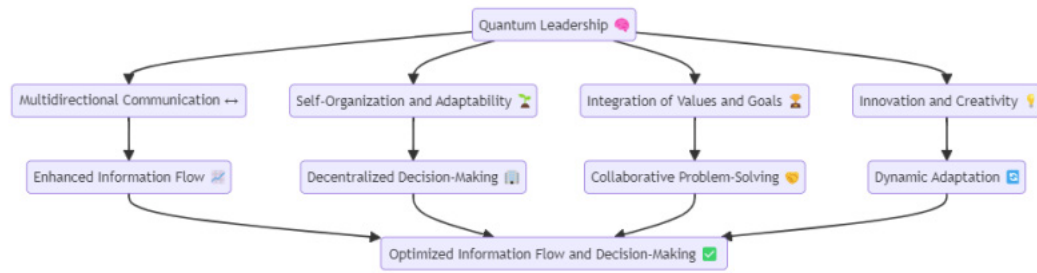 Quantum Leadership 🧠
Multidirectional Communication ↔
Self-Organization and Adaptability 🌱
Integration of Values and Goals 🏆
Innovation and Creativity 💡
Enhanced Information Flow 📈
Decentralized Decision-Making 🏢
Collaborative Problem-Solving 🤝
Dynamic Adaptation 🔄
Optimized Information Flow and Decision-Making ✅